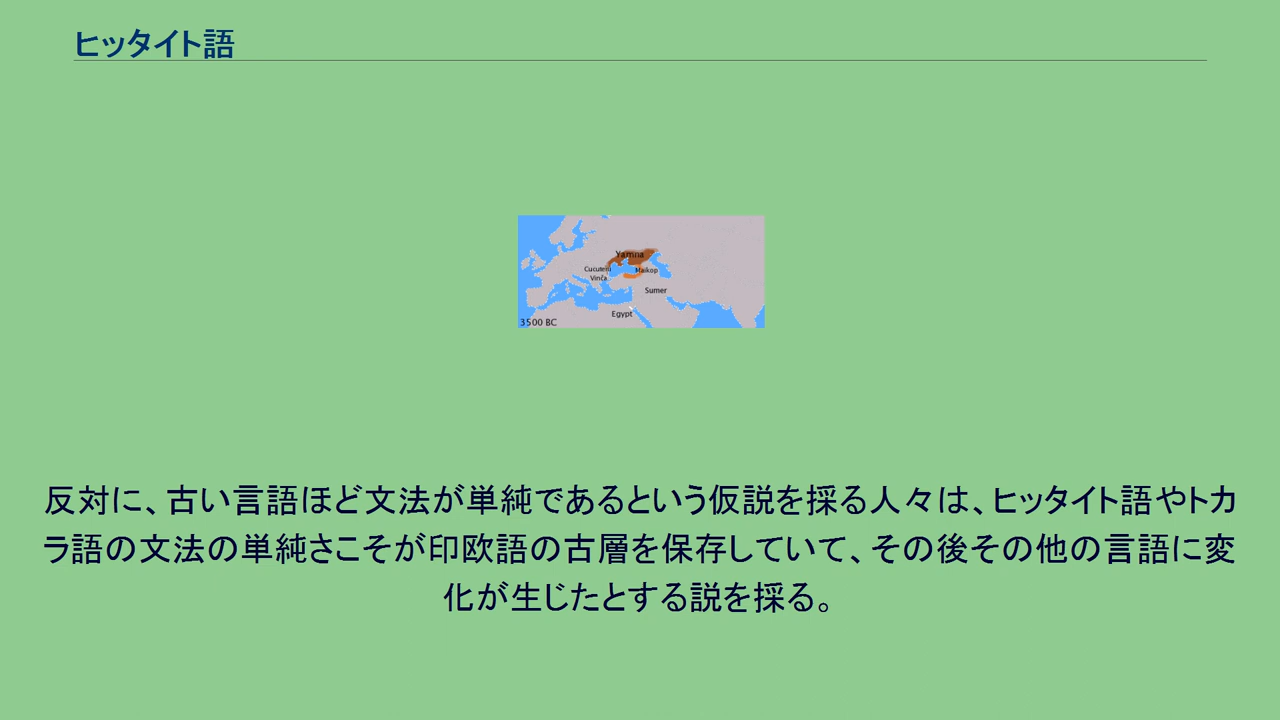 ヒッタイト語
Yamna
Cucuteni
Maikop
Vinča
Sumer
Egypt
3500 BC
反対に、古い言語ほど文法が単純であるという仮説を採る人々は、ヒッタイト語やトカ
ラ語の文法の単純さこそが印欧語の古層を保存していて、その後その他の言語に変
化が生じたとする説を採る。